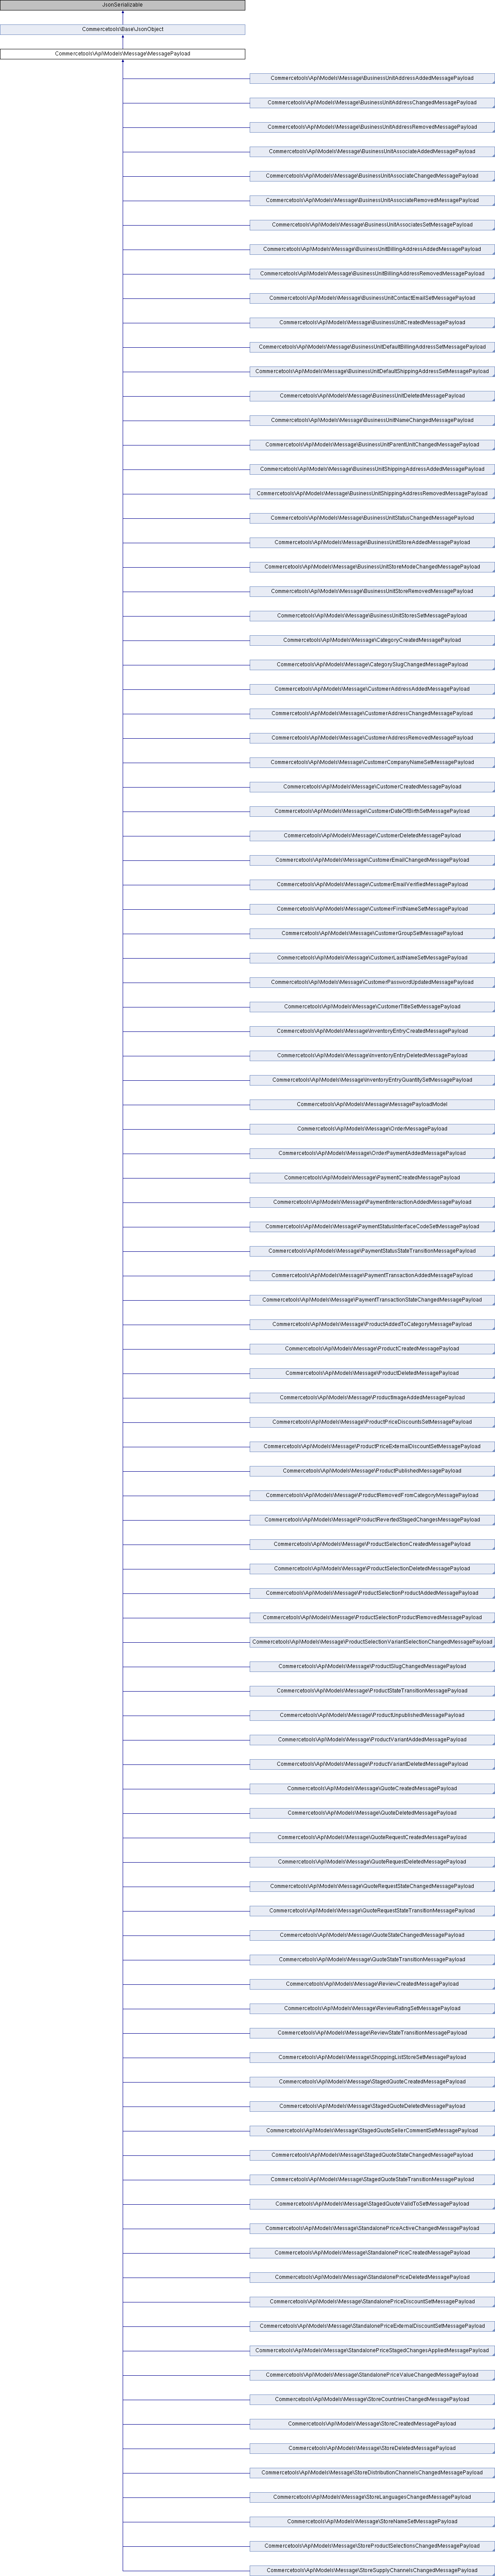 JsonSerializable
Commercetools\Base\JsonObject
Commercetools\Api\Models\Message\MessagePayload
Commercetools\Api\Models\Message\BusinessUnitAddressAddedMessagePayload
Commercetools\Api\Models\Message\BusinessUnitAddressChangedMessagePayload
Commercetools\Api\Models\Message\BusinessUnitAddressRemovedMessagePayload
Commercetools\Api\Models\Message\BusinessUnitAssociateAddedMessagePayload
Commercetools\Api\Models\Message\BusinessUnitAssociateChangedMessagePayload
Commercetools\Api\Models\Message\BusinessUnitAssociateRemovedMessagePayload
Commercetools\Api\Models\Message\BusinessUnitAssociatesSetMessagePayload
Commercetools\Api\Models\Message\BusinessUnitBillingAddressAddedMessagePayload
Commercetools\Api\Models\Message\BusinessUnitBillingAddressRemovedMessagePayload
Commercetools\Api\Models\Message\BusinessUnitContactEmailSetMessagePayload
Commercetools\Api\Models\Message\BusinessUnitCreatedMessagePayload
Commercetools\Api\Models\Message\BusinessUnitDefaultBillingAddressSetMessagePayload
Commercetools\Api\Models\Message\BusinessUnitDefaultShippingAddressSetMessagePayload
Commercetools\Api\Models\Message\BusinessUnitDeletedMessagePayload
Commercetools\Api\Models\Message\BusinessUnitNameChangedMessagePayload
Commercetools\Api\Models\Message\BusinessUnitParentUnitChangedMessagePayload
Commercetools\Api\Models\Message\BusinessUnitShippingAddressAddedMessagePayload
Commercetools\Api\Models\Message\BusinessUnitShippingAddressRemovedMessagePayload
Commercetools\Api\Models\Message\BusinessUnitStatusChangedMessagePayload
Commercetools\Api\Models\Message\BusinessUnitStoreAddedMessagePayload
Commercetools\Api\Models\Message\BusinessUnitStoreModeChangedMessagePayload
Commercetools\Api\Models\Message\BusinessUnitStoreRemovedMessagePayload
Commercetools\Api\Models\Message\BusinessUnitStoresSetMessagePayload
Commercetools\Api\Models\Message\CategoryCreatedMessagePayload
Commercetools\Api\Models\Message\CategorySlugChangedMessagePayload
Commercetools\Api\Models\Message\CustomerAddressAddedMessagePayload
Commercetools\Api\Models\Message\CustomerAddressChangedMessagePayload
Commercetools\Api\Models\Message\CustomerAddressRemovedMessagePayload
Commercetools\Api\Models\Message\CustomerCompanyNameSetMessagePayload
Commercetools\Api\Models\Message\CustomerCreatedMessagePayload
Commercetools\Api\Models\Message\CustomerDateOfBirthSetMessagePayload
Commercetools\Api\Models\Message\CustomerDeletedMessagePayload
Commercetools\Api\Models\Message\CustomerEmailChangedMessagePayload
Commercetools\Api\Models\Message\CustomerEmailVerifiedMessagePayload
Commercetools\Api\Models\Message\CustomerFirstNameSetMessagePayload
Commercetools\Api\Models\Message\CustomerGroupSetMessagePayload
Commercetools\Api\Models\Message\CustomerLastNameSetMessagePayload
Commercetools\Api\Models\Message\CustomerPasswordUpdatedMessagePayload
Commercetools\Api\Models\Message\CustomerTitleSetMessagePayload
Commercetools\Api\Models\Message\InventoryEntryCreatedMessagePayload
Commercetools\Api\Models\Message\InventoryEntryDeletedMessagePayload
Commercetools\Api\Models\Message\InventoryEntryQuantitySetMessagePayload
Commercetools\Api\Models\Message\MessagePayloadModel
Commercetools\Api\Models\Message\OrderMessagePayload
Commercetools\Api\Models\Message\OrderPaymentAddedMessagePayload
Commercetools\Api\Models\Message\PaymentCreatedMessagePayload
Commercetools\Api\Models\Message\PaymentInteractionAddedMessagePayload
Commercetools\Api\Models\Message\PaymentStatusInterfaceCodeSetMessagePayload
Commercetools\Api\Models\Message\PaymentStatusStateTransitionMessagePayload
Commercetools\Api\Models\Message\PaymentTransactionAddedMessagePayload
Commercetools\Api\Models\Message\PaymentTransactionStateChangedMessagePayload
Commercetools\Api\Models\Message\ProductAddedToCategoryMessagePayload
Commercetools\Api\Models\Message\ProductCreatedMessagePayload
Commercetools\Api\Models\Message\ProductDeletedMessagePayload
Commercetools\Api\Models\Message\ProductImageAddedMessagePayload
Commercetools\Api\Models\Message\ProductPriceDiscountsSetMessagePayload
Commercetools\Api\Models\Message\ProductPriceExternalDiscountSetMessagePayload
Commercetools\Api\Models\Message\ProductPublishedMessagePayload
Commercetools\Api\Models\Message\ProductRemovedFromCategoryMessagePayload
Commercetools\Api\Models\Message\ProductRevertedStagedChangesMessagePayload
Commercetools\Api\Models\Message\ProductSelectionCreatedMessagePayload
Commercetools\Api\Models\Message\ProductSelectionDeletedMessagePayload
Commercetools\Api\Models\Message\ProductSelectionProductAddedMessagePayload
Commercetools\Api\Models\Message\ProductSelectionProductRemovedMessagePayload
Commercetools\Api\Models\Message\ProductSelectionVariantSelectionChangedMessagePayload
Commercetools\Api\Models\Message\ProductSlugChangedMessagePayload
Commercetools\Api\Models\Message\ProductStateTransitionMessagePayload
Commercetools\Api\Models\Message\ProductUnpublishedMessagePayload
Commercetools\Api\Models\Message\ProductVariantAddedMessagePayload
Commercetools\Api\Models\Message\ProductVariantDeletedMessagePayload
Commercetools\Api\Models\Message\QuoteCreatedMessagePayload
Commercetools\Api\Models\Message\QuoteDeletedMessagePayload
Commercetools\Api\Models\Message\QuoteRequestCreatedMessagePayload
Commercetools\Api\Models\Message\QuoteRequestDeletedMessagePayload
Commercetools\Api\Models\Message\QuoteRequestStateChangedMessagePayload
Commercetools\Api\Models\Message\QuoteRequestStateTransitionMessagePayload
Commercetools\Api\Models\Message\QuoteStateChangedMessagePayload
Commercetools\Api\Models\Message\QuoteStateTransitionMessagePayload
Commercetools\Api\Models\Message\ReviewCreatedMessagePayload
Commercetools\Api\Models\Message\ReviewRatingSetMessagePayload
Commercetools\Api\Models\Message\ReviewStateTransitionMessagePayload
Commercetools\Api\Models\Message\ShoppingListStoreSetMessagePayload
Commercetools\Api\Models\Message\StagedQuoteCreatedMessagePayload
Commercetools\Api\Models\Message\StagedQuoteDeletedMessagePayload
Commercetools\Api\Models\Message\StagedQuoteSellerCommentSetMessagePayload
Commercetools\Api\Models\Message\StagedQuoteStateChangedMessagePayload
Commercetools\Api\Models\Message\StagedQuoteStateTransitionMessagePayload
Commercetools\Api\Models\Message\StagedQuoteValidToSetMessagePayload
Commercetools\Api\Models\Message\StandalonePriceActiveChangedMessagePayload
Commercetools\Api\Models\Message\StandalonePriceCreatedMessagePayload
Commercetools\Api\Models\Message\StandalonePriceDeletedMessagePayload
Commercetools\Api\Models\Message\StandalonePriceDiscountSetMessagePayload
Commercetools\Api\Models\Message\StandalonePriceExternalDiscountSetMessagePayload
Commercetools\Api\Models\Message\StandalonePriceStagedChangesAppliedMessagePayload
Commercetools\Api\Models\Message\StandalonePriceValueChangedMessagePayload
Commercetools\Api\Models\Message\StoreCountriesChangedMessagePayload
Commercetools\Api\Models\Message\StoreCreatedMessagePayload
Commercetools\Api\Models\Message\StoreDeletedMessagePayload
Commercetools\Api\Models\Message\StoreDistributionChannelsChangedMessagePayload
Commercetools\Api\Models\Message\StoreLanguagesChangedMessagePayload
Commercetools\Api\Models\Message\StoreNameSetMessagePayload
Commercetools\Api\Models\Message\StoreProductSelectionsChangedMessagePayload
Commercetools\Api\Models\Message\StoreSupplyChannelsChangedMessagePayload